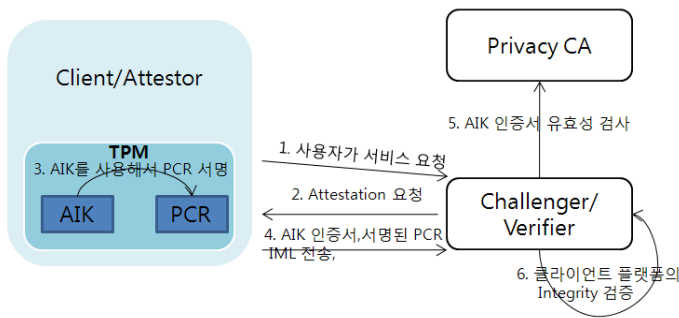 Privacy CA
Client/Attestor
5. AIK 인증서 유효성 검사
TPM
1. 사용자가 서비스 요청
3. AIK를 사용해서 PCR 서명
2. Attestation 요청
AIK
PCR
Challenger/
Verifier
4. AIK 인증서,서명된 PCR
IML 전송,
6. 클라이언트 플랫폼의
Integrity 검증